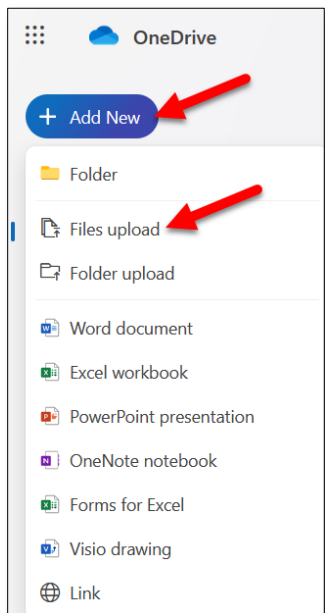 OneDrive
+ Add New
Folder
Files upload
Folder upload
Word document
Excel workbook
PowerPoint presentation
OneNote notebook
Forms for Excel
Visio drawing
Link